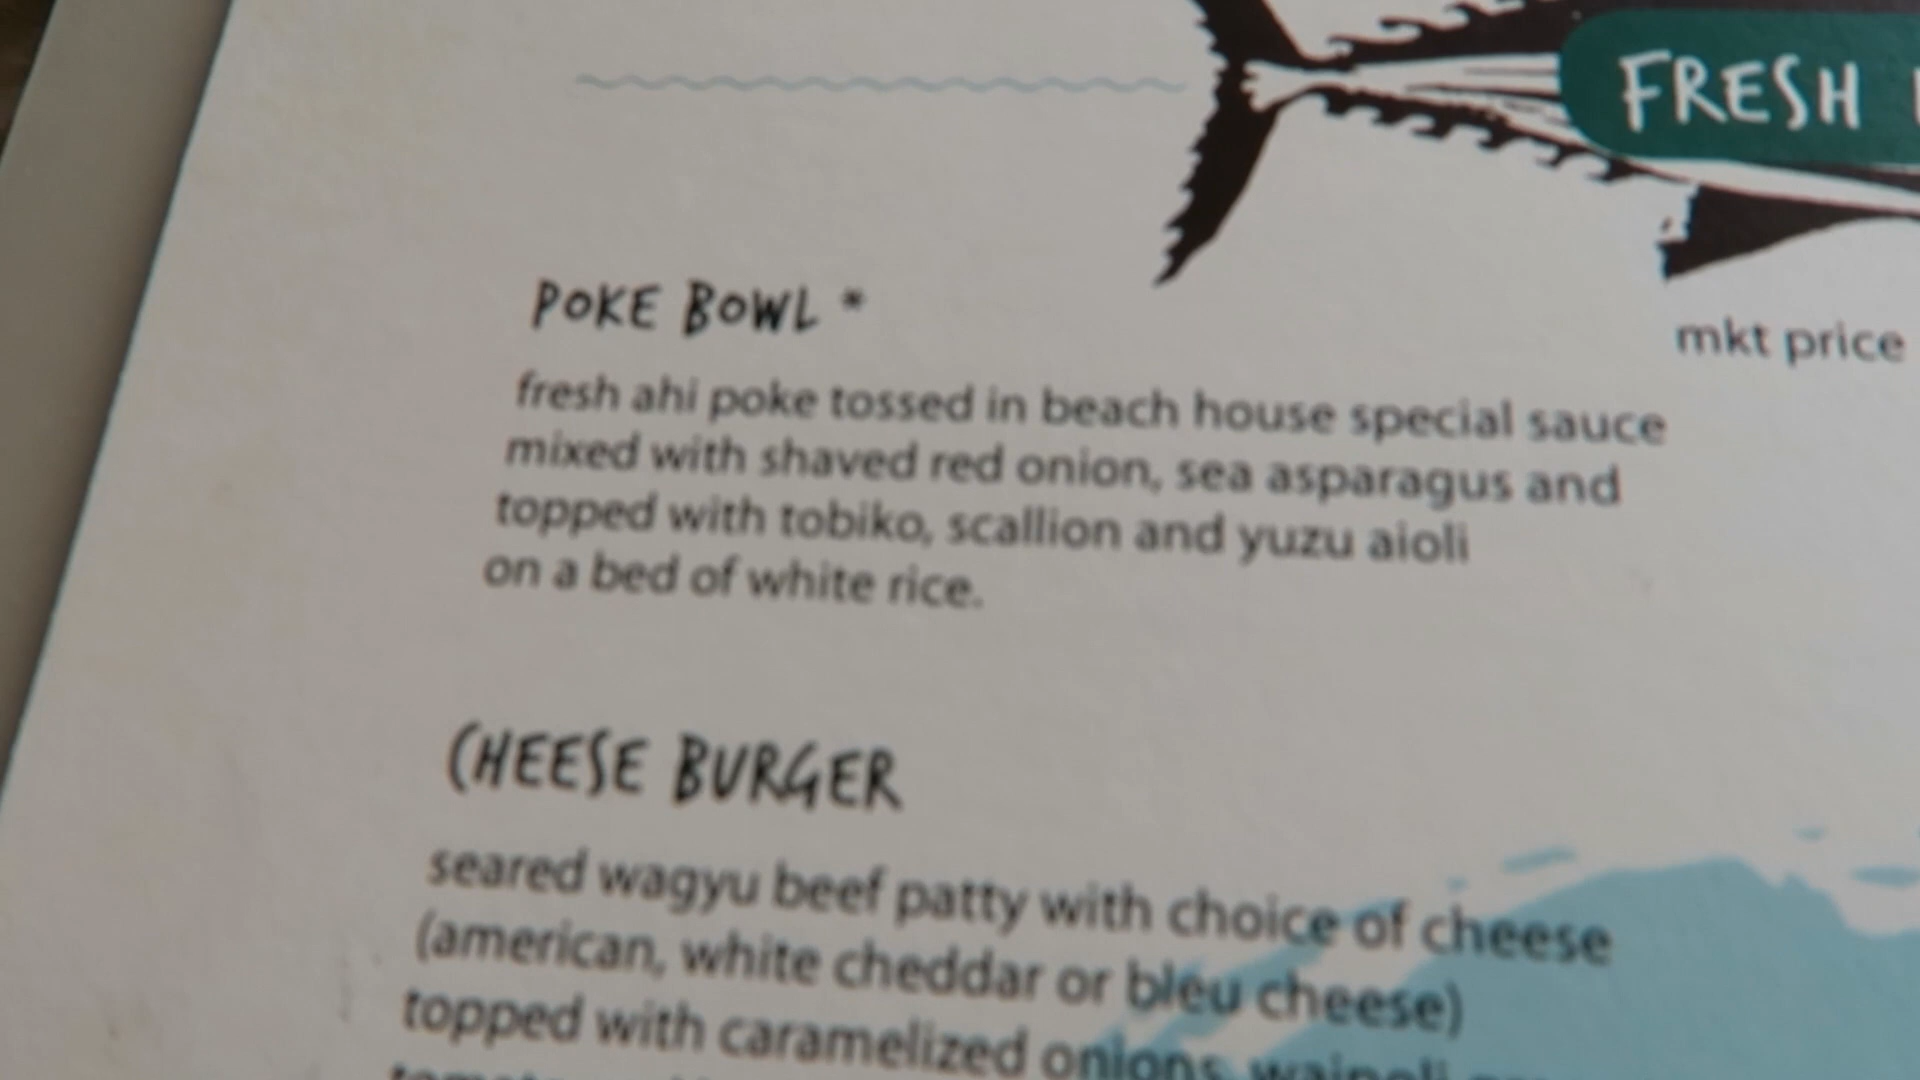 FRESH
POKE BOWL *
mkt price
fresh ahi poke tossed in beach house special sauce
mixed with shaved red onion, sea asparagus and
topped with tobiko, scallion and yuzu aioli
on a bed of white rice.
CHEESE BURGER
seared wagyu beef patty with choice of cheese
(american, white cheddar or bleu cheese)
topped with caramelized onions, waipoli